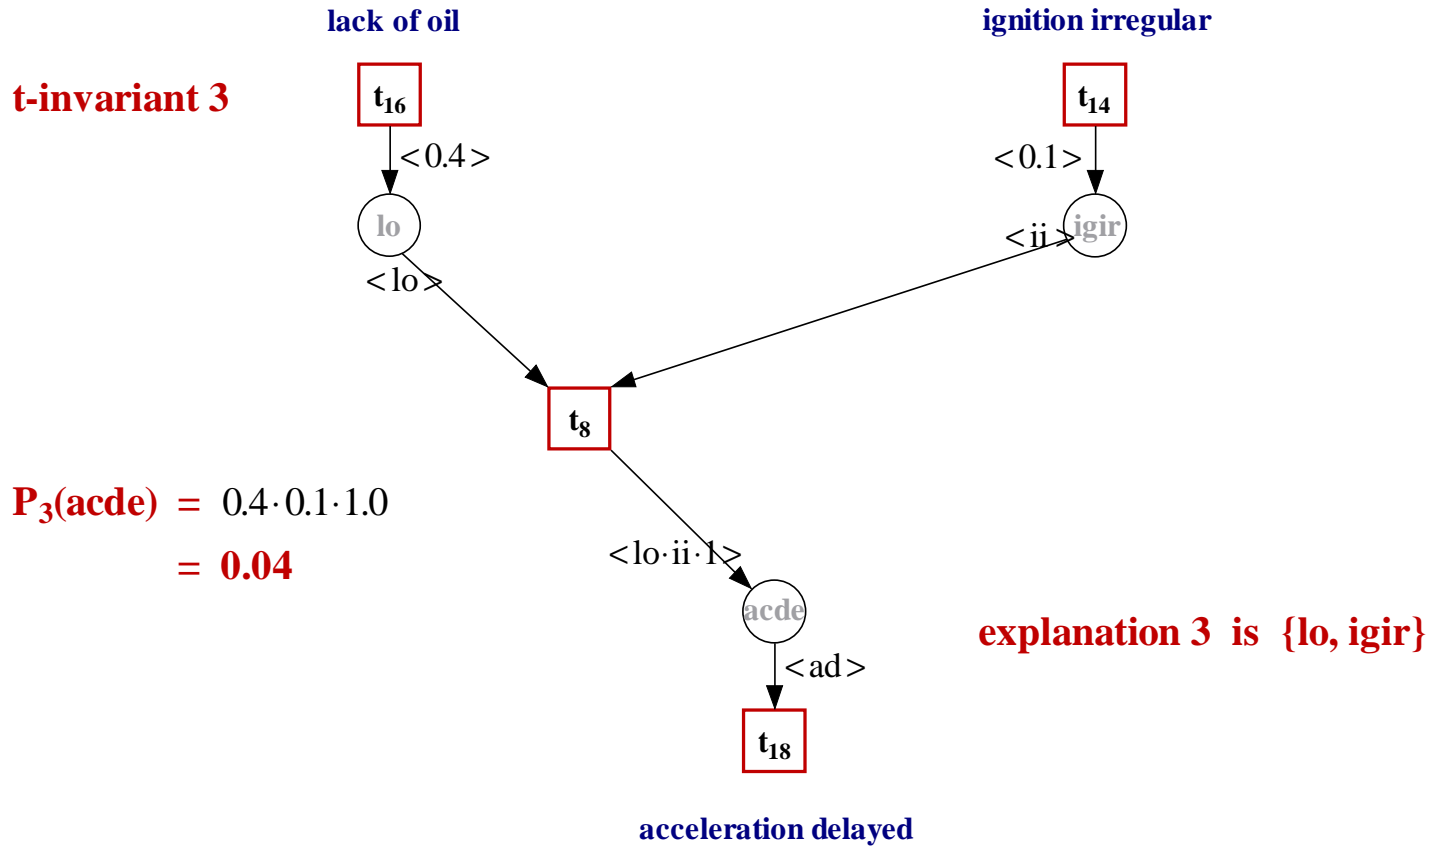 lack of oil
ignition irregular
t-invariant 3
t16
t14
<0.4>
<0.1>
lo
igir
<ii>
<lo>
t8
P3(acde) = 0.4·0.1·1.0
= 0.04
<lo·ii·1>
acde
explanation 3 is {lo, igir}
<ad>
t18
acceleration delayed